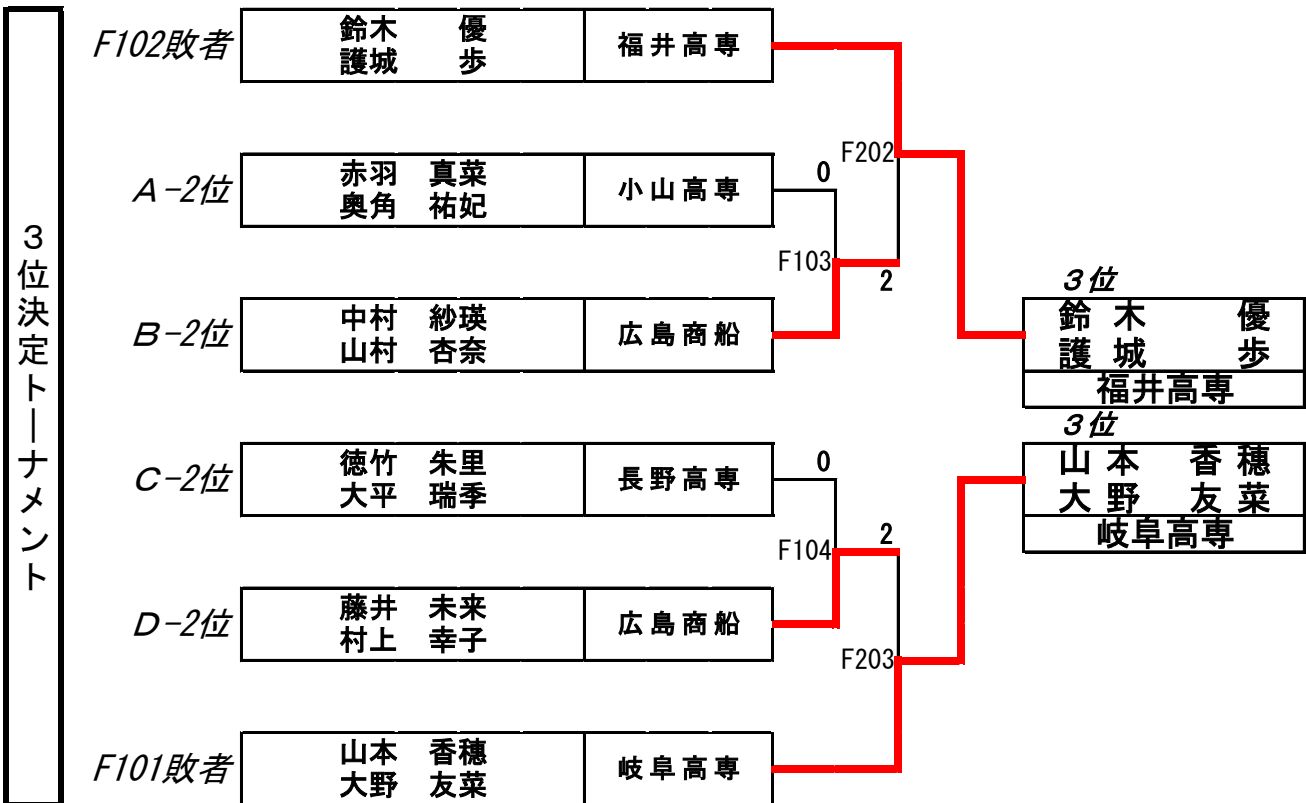 3位決定トーナメント
F102敗者
鈴木 優
護城 歩
福井高専
A-2位
赤羽 真菜
奥角 祐妃
小山高専
0
F202
F103
2
B-2位
中村 紗瑛
山村 杏奈
広島商船
3位
鈴木 優
護城 歩
福井高専
C-2位
徳竹 朱里
大平 瑞季
長野高専
0
F104
2
3位
山本 香穂
大野 友菜
岐阜高専
D-2位
藤井 未来
村上 幸子
広島商船
F203
F101敗者
山本 香穂
大野 友菜
岐阜高専